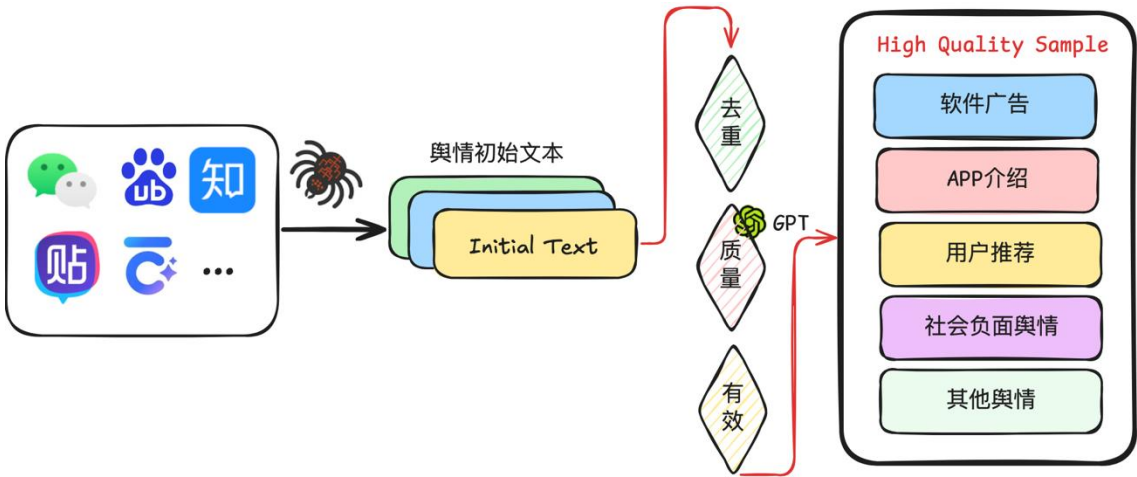 ub
知
贴
...
舆情初始文本
Initial Text
去
重
GPT
质
量
有
效
High Quality Sample
软件广告
APP介绍
用户推荐
社会负面舆情
其他舆情